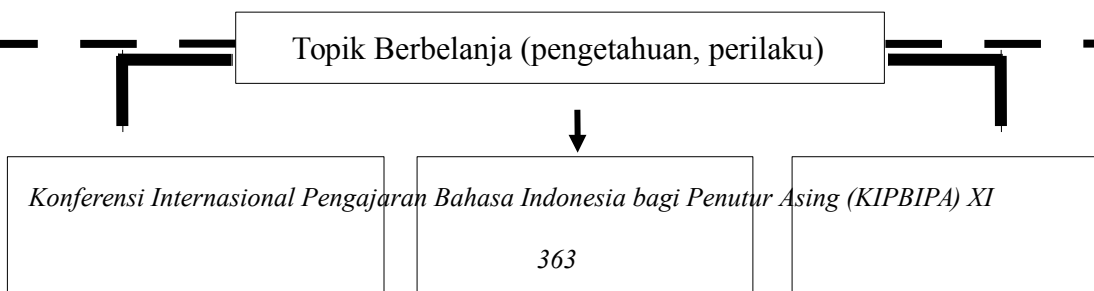 Topik Berbelanja (pengetahuan, perilaku)
Konferensi Internasional Pengajaran Bahasa Indonesia bagi Penutur Asing (KIPBIPA) XI
363